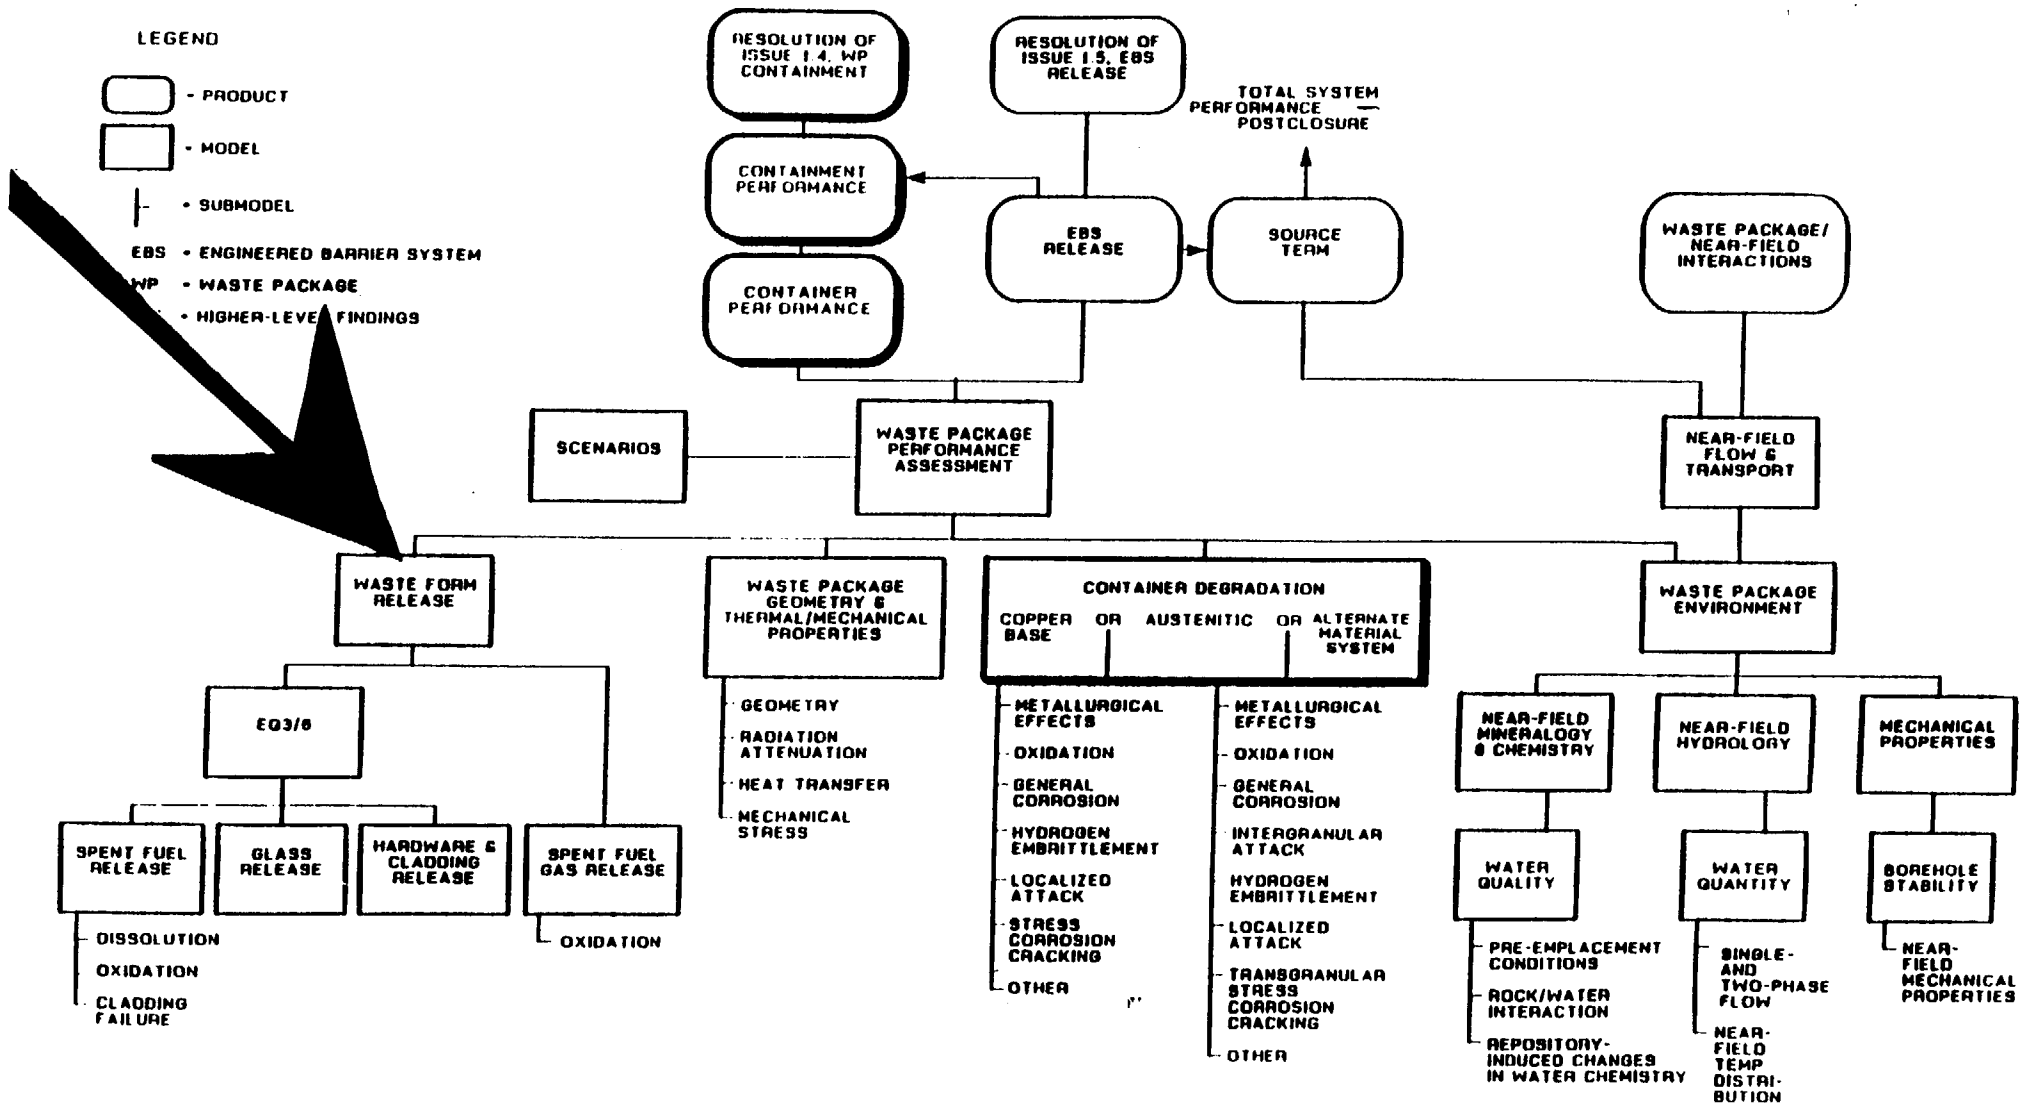 LEGEND
- PRODUCT
- MODEL
- SUBMODEL
EBS - ENGINEERED BARRIER SYSTEM
WP - WASTE PACKAGE
- HIGHER-LEVEL FINDINGS
RESOLUTION OF
ISSUE 1.4, WP
CONTAINMENT
RESOLUTION OF
ISSUE 1.5, EBS
RELEASE
TOTAL SYSTEM
PERFORMANCE —
POSTCLOSURE
CONTAINMENT
PERFORMANCE
EBS
RELEASE
SOURCE
TERM
WASTE PACKAGE/
NEAR-FIELD
INTERACTIONS
CONTAINER
PERFORMANCE
SCENARIOS
WASTE PACKAGE
PERFORMANCE
ASSESSMENT
NEAR-FIELD
FLOW &
TRANSPORT
WASTE FORM
RELEASE
WASTE PACKAGE
GEOMETRY &
THERMAL/MECHANICAL
PROPERTIES
CONTAINER DEGRADATION
COPPER
BASE
OR
AUSTENITIC
OR
ALTERNATE
MATERIAL
SYSTEM
WASTE PACKAGE
ENVIRONMENT
EQ3/6
SPENT FUEL
RELEASE
GLASS
RELEASE
HARDWARE &
CLADDING
RELEASE
SPENT FUEL
GAS RELEASE
DISSOLUTION
OXIDATION
CLADDING
FAILURE
OXIDATION
GEOMETRY
RADIATION
ATTENUATION
HEAT TRANSFER
MECHANICAL
STRESS
METALLURGICAL
EFFECTS
OXIDATION
GENERAL
CORROSION
HYDROGEN
EMBRITTLEMENT
LOCALIZED
ATTACK
STRESS
CORROSION
CRACKING
OTHER
METALLURGICAL
EFFECTS
OXIDATION
GENERAL
CORROSION
INTERGRANULAR
ATTACK
HYDROGEN
EMBRITTLEMENT
LOCALIZED
ATTACK
TRANSGRANULAR
STRESS
CORROSION
CRACKING
OTHER
NEAR-FIELD
MINERALOGY
& CHEMISTRY
NEAR-FIELD
HYDROLOGY
MECHANICAL
PROPERTIES
WATER
QUALITY
WATER
QUANTITY
BOREHOLE
STABILITY
PRE-EMPLACEMENT
CONDITIONS
ROCK/WATER
INTERACTION
REPOSITORY-
INDUCED CHANGES
IN WATER CHEMISTRY
SINGLE-
AND
TWO-PHASE
FLOW
NEAR-
FIELD
TEMP
DISTRI-
BUTION
NEAR-
FIELD
MECHANICAL
PROPERTIES